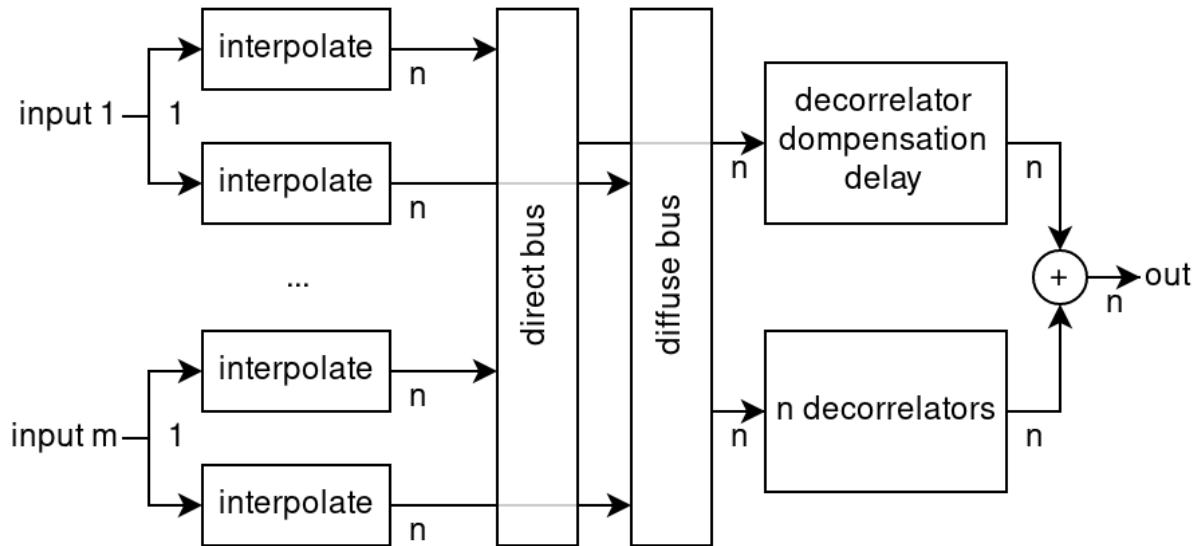 interpolate
n
input 1
1
interpolate
n
...
interpolate
n
input m
1
interpolate
n
direct bus
diffuse bus
n
decorrelator
dompensation
delay
n
n
n decorrelators
n
+
n
out